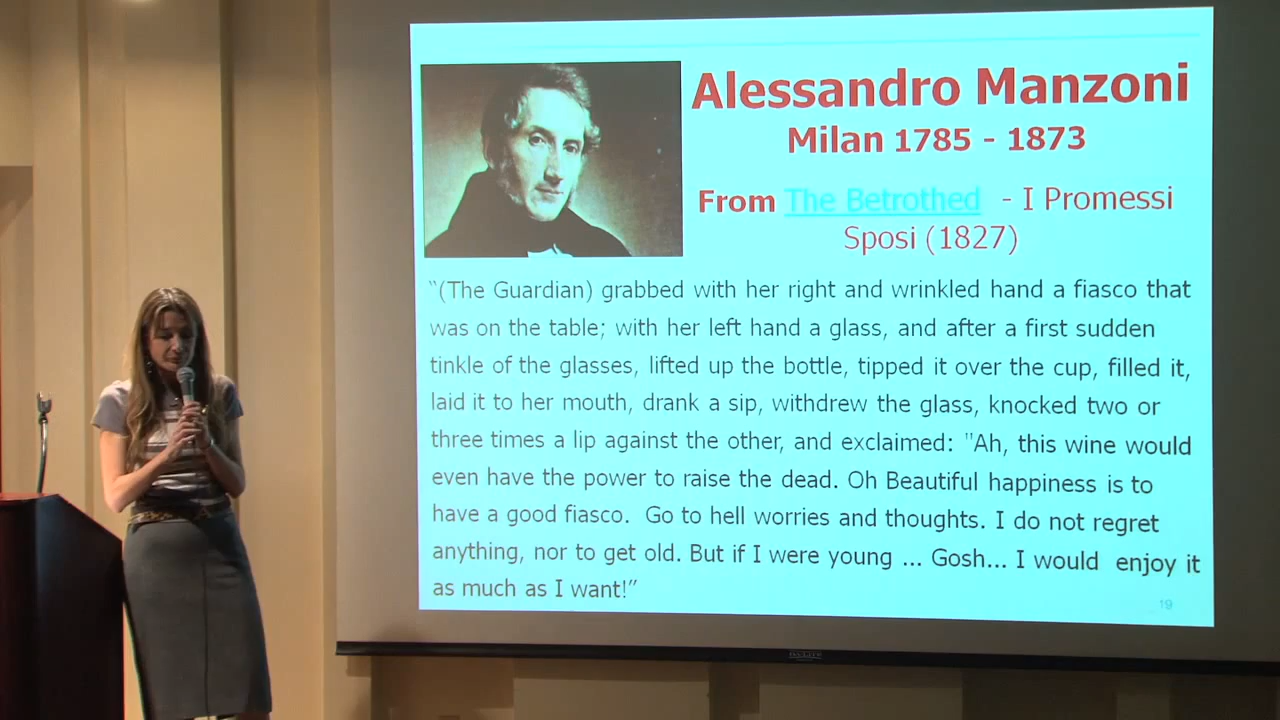 Alessandro Manzoni
Milan 1785 - 1873
From The Betrothed - I Promessi
Sposi (1827)
“(The Guardian) grabbed with her right and wrinkled hand a fiasco that
was on the table; with her left hand a glass, and after a first sudden
tinkle of the glasses, lifted up the bottle, tipped it over the cup, filled it,
laid it to her mouth, drank a sip, withdrew the glass, knocked two or
three times a lip against the other, and exclaimed: "Ah, this wine would
even have the power to raise the dead. Oh Beautiful happiness is to
have a good fiasco. Go to hell worries and thoughts. I do not regret
anything, nor to get old. But if I were young ... Gosh... I would enjoy it
as much as I want!”
19